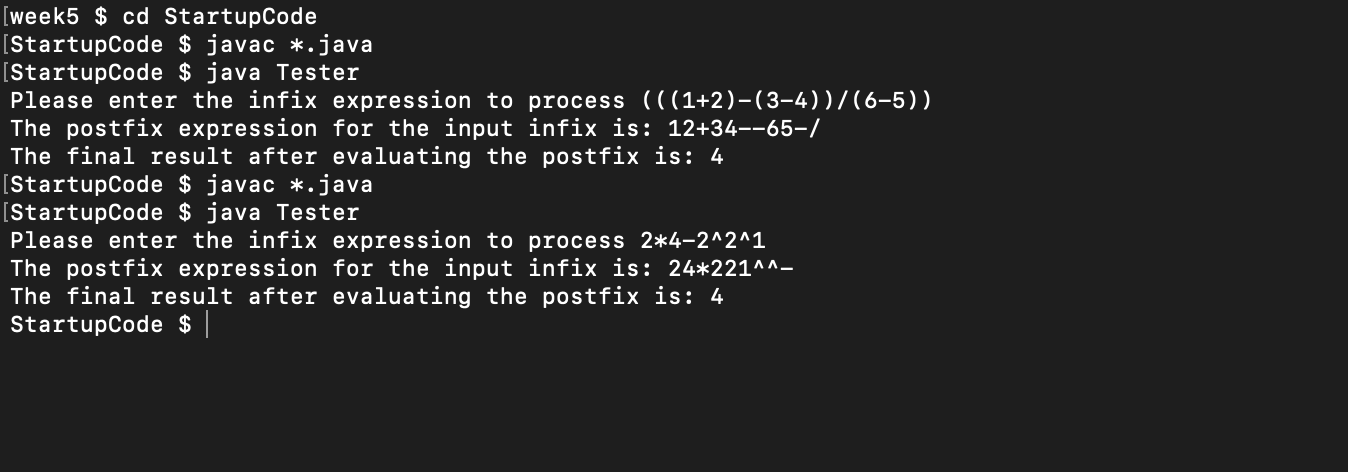 [week5 $ cd StartupCode
[StartupCode $ javac *.java
[StartupCode $ java Tester
Please enter the infix expression to process (((1+2)-(3-4))/(6-5))
The postfix expression for the input infix is: 12+34--65-/
The final result after evaluating the postfix is: 4
[StartupCode $ javac *.java
[StartupCode $ java Tester
Please enter the infix expression to process 2*4-2^2^1
The postfix expression for the input infix is: 24*221^^-
The final result after evaluating the postfix is: 4
StartupCode $